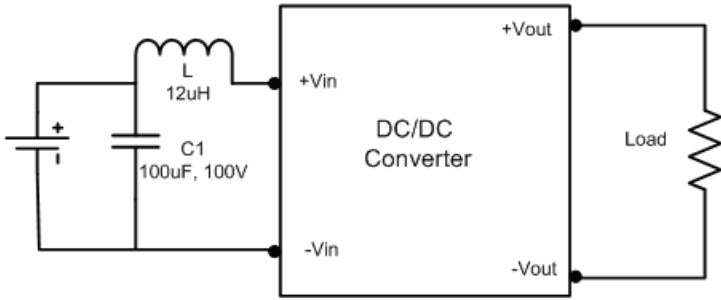 +Vout
L
12uH
+Vin
+
-
C1
100uF, 100V
DC/DC
Converter
Load
-Vin
-Vout